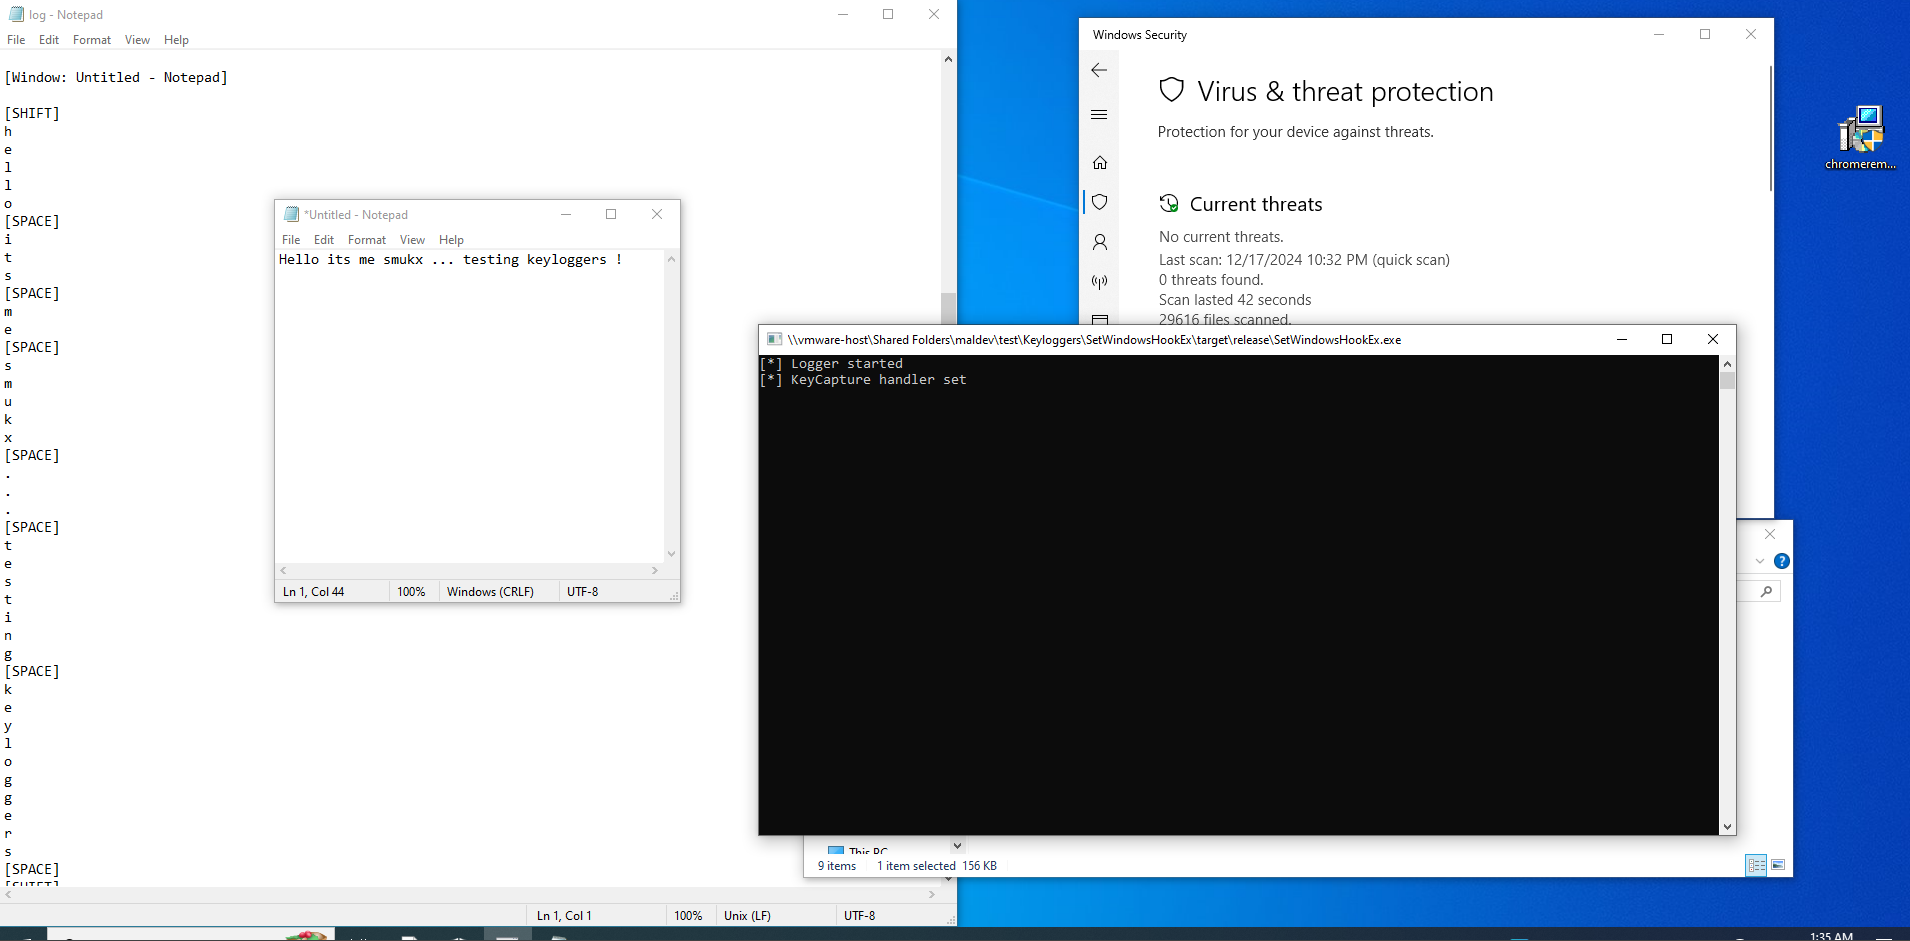 log - Notepad
File Edit Format View Help
[Window: Untitled - Notepad]
[SHIFT]
h
e
l
l
o
[SPACE]
i
t
s
[SPACE]
m
e
[SPACE]
s
m
u
k
x
[SPACE]
.
.
.
[SPACE]
t
e
s
t
i
n
g
[SPACE]
k
e
y
l
o
g
g
e
r
s
[SPACE]
[SHIFT]
Ln 1, Col 1 100% Unix (LF) UTF-8
*Untitled - Notepad
File Edit Format View Help
Hello its me smukx ... testing keyloggers !
Ln 1, Col 44 100% Windows (CRLF) UTF-8
Windows Security
Virus & threat protection
Protection for your device against threats.
Current threats
No current threats.
Last scan: 12/17/2024 10:32 PM (quick scan)
0 threats found.
Scan lasted 42 seconds
29616 files scanned.
\\vmware-host\Shared Folders\maldev\test\Keyloggers\SetWindowsHookEx\target\release\SetWindowsHookEx.exe
[*] Logger started
[*] KeyCapture handler set
This PC
9 items 1 item selected 156 KB
chromerem...
1:35 AM